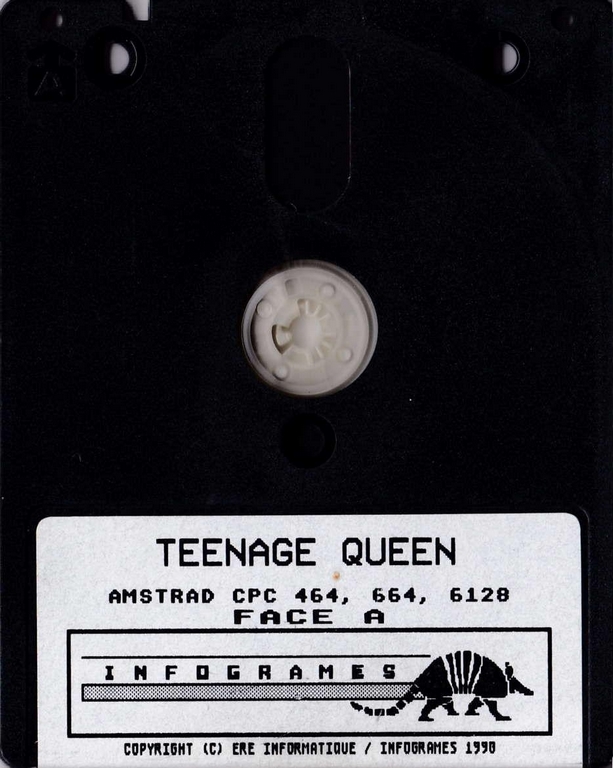 TEENAGE QUEEN
AMSTRAD CPC 464, 664, 6128
FACE A
INFOGRAMES
COPYRIGHT (C) ERE INFORMATIQUE / INFOGRAMES 1990